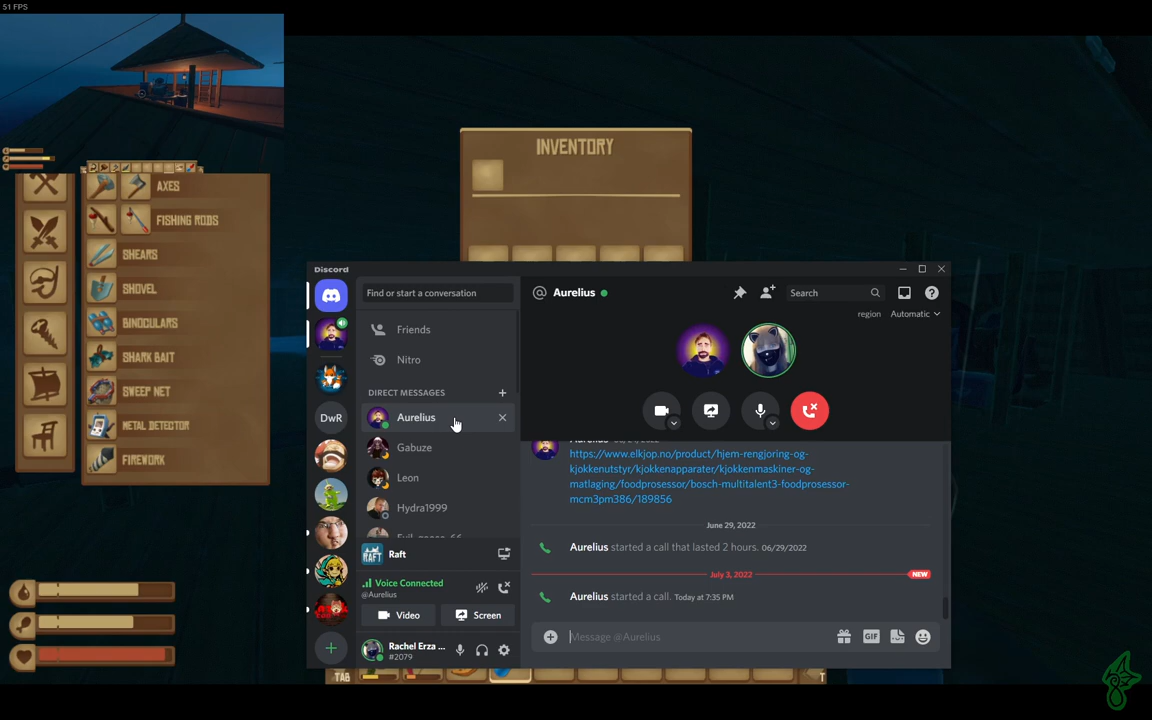 51 FPS
INVENTORY
AXES
FISHING RODS
SHEARS
SHOVEL
BINOCULARS
SHARK BAIT
SWEEP NET
METAL DETECTOR
FIREWORK
Discord
Find or start a conversation
Friends
Nitro
DIRECT MESSAGES
Aurelius
Gabuze
Leon
Hydra1999
DwR
Raft
RAFT
Voice Connected
@Aurelius
Video
Screen
Rachel Erza ...
#2079
@ Aurelius
Search
region Automatic
https://www.elkjop.no/product/hjem-rengjoring-og-
kjokkenutstyr/kjokkenapparater/kjokkenmaskiner-og-
matlaging/foodprosessor/bosch-multitalent3-foodprosessor-
mcm3pm386/189856
June 29, 2022
Aurelius started a call that lasted 2 hours. 06/29/2022
July 3, 2022 NEW
Aurelius started a call. Today at 7:35 PM
Message @Aurelius
GIF
TAB
T